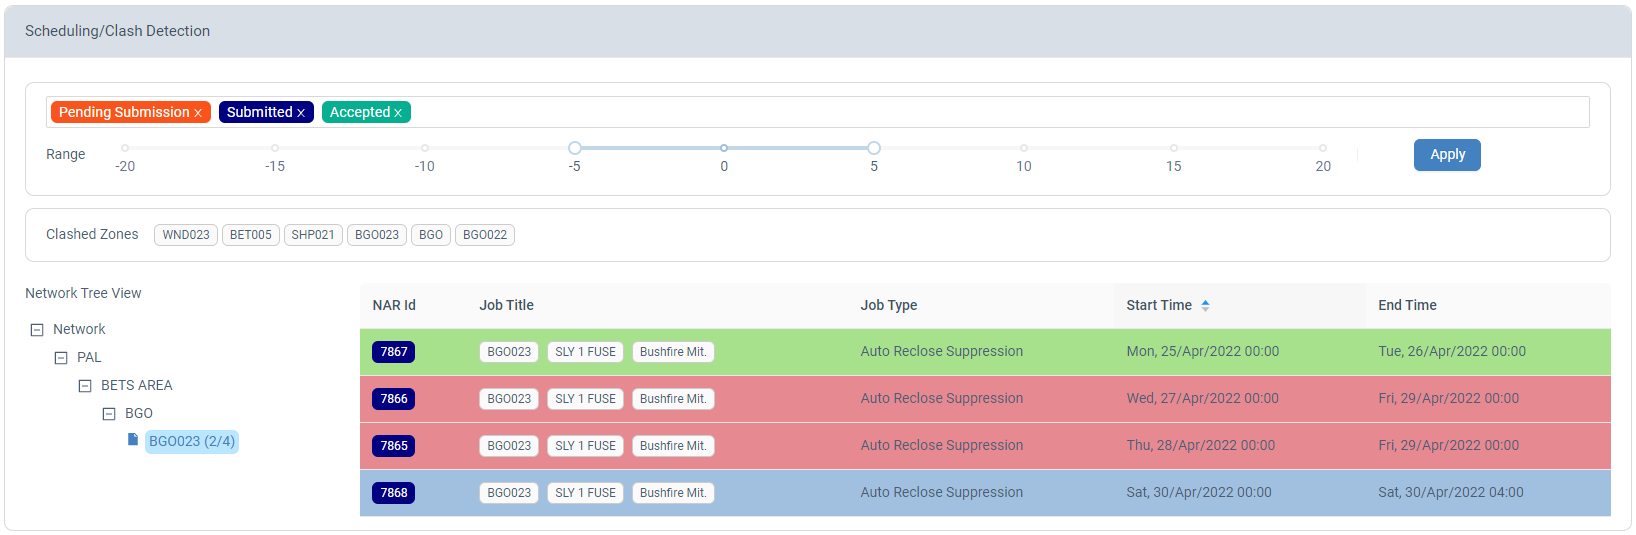 Scheduling/Clash Detection
Pending Submission x Submitted x Accepted x
Range
-20 -15 -10 -5 0 5 10 15 20
Apply
Clashed Zones WND023 BET005 SHP021 BGO023 BGO BGO022
Network Tree View
Network
PAL
BETS AREA
BGO
BGO023 (2/4)
NAR Id Job Title Job Type Start Time End Time
7867 BGO023 SLY 1 FUSE Bushfire Mit. Auto Reclose Suppression Mon, 25/Apr/2022 00:00 Tue, 26/Apr/2022 00:00
7866 BGO023 SLY 1 FUSE Bushfire Mit. Auto Reclose Suppression Wed, 27/Apr/2022 00:00 Fri, 29/Apr/2022 00:00
7865 BGO023 SLY 1 FUSE Bushfire Mit. Auto Reclose Suppression Thu, 28/Apr/2022 00:00 Fri, 29/Apr/2022 00:00
7868 BGO023 SLY 1 FUSE Bushfire Mit. Auto Reclose Suppression Sat, 30/Apr/2022 00:00 Sat, 30/Apr/2022 04:00